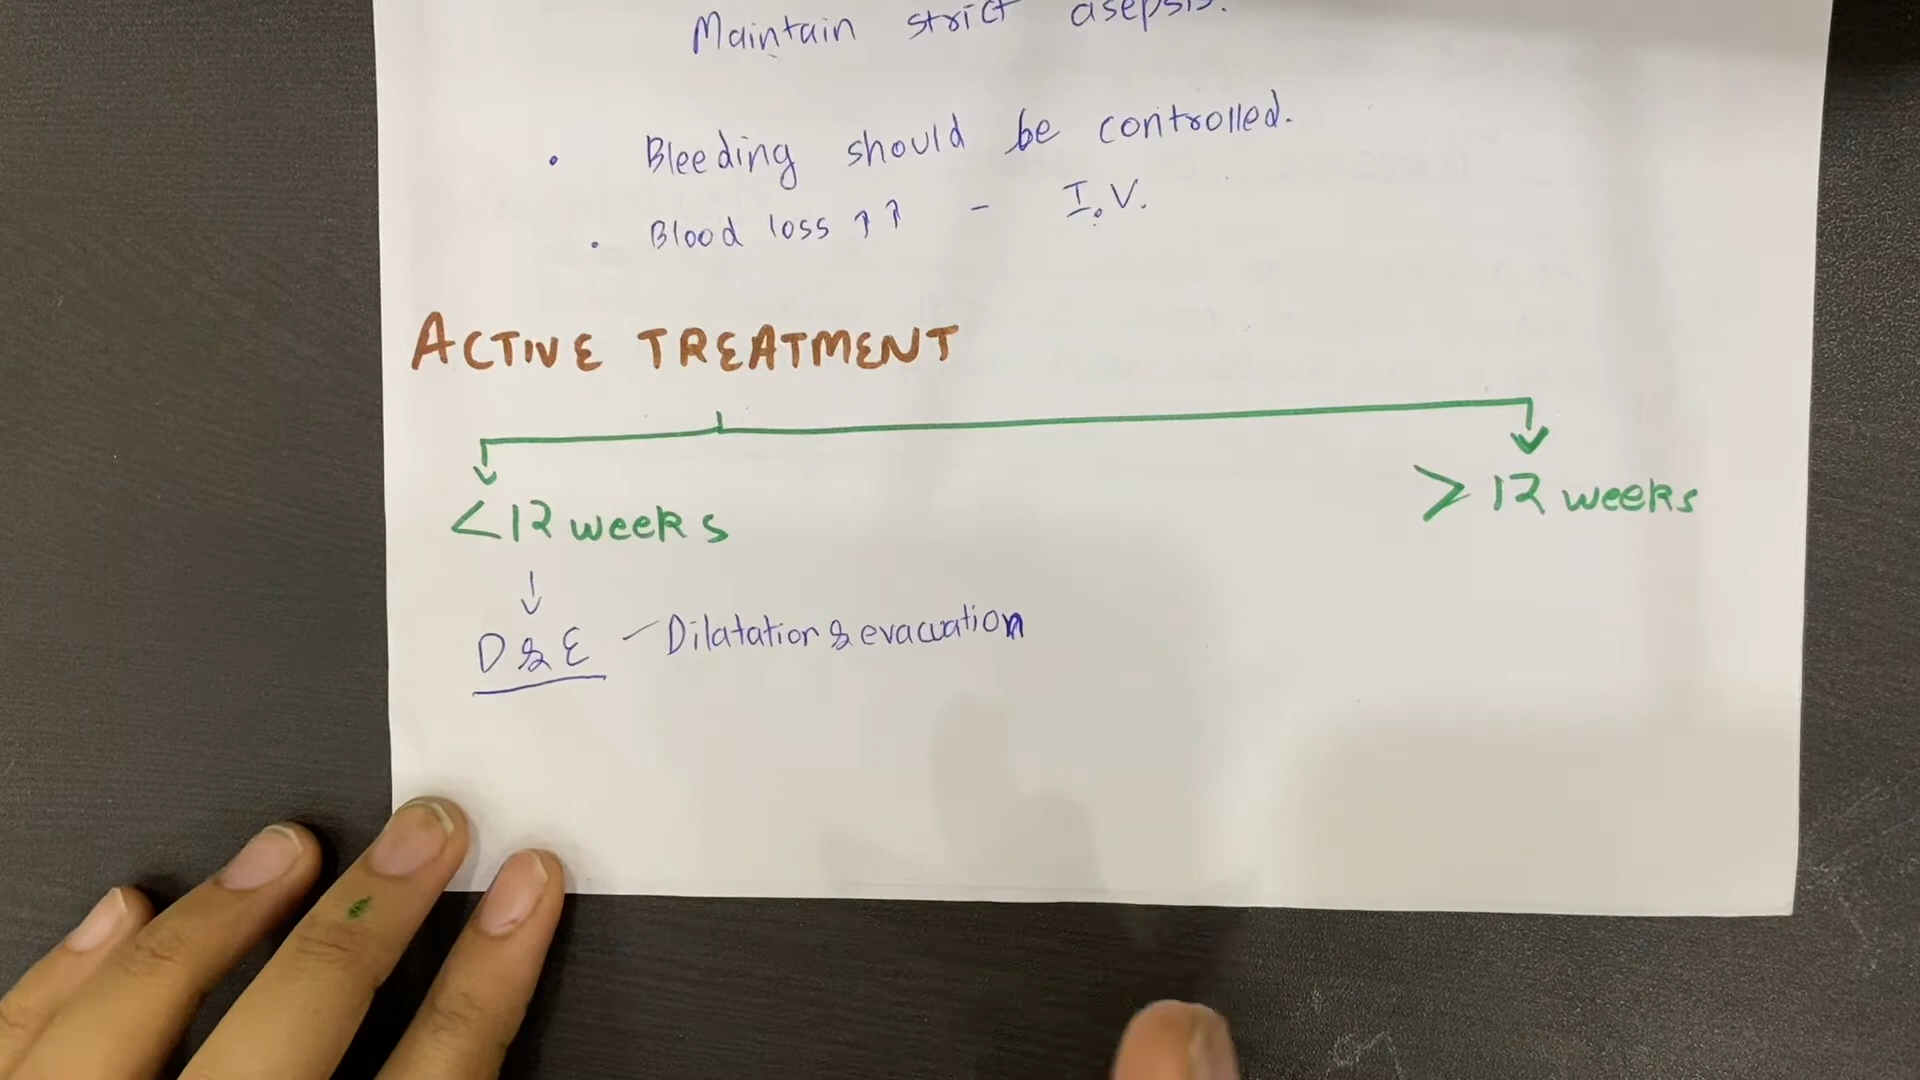 Maintain strict asepsis.
• Bleeding should be controlled.
• Blood loss ↑↑ - I.V.
ACTIVE TREATMENT
<12 weeks
> 12 weeks
↓
D & E - Dilatation & evacuation